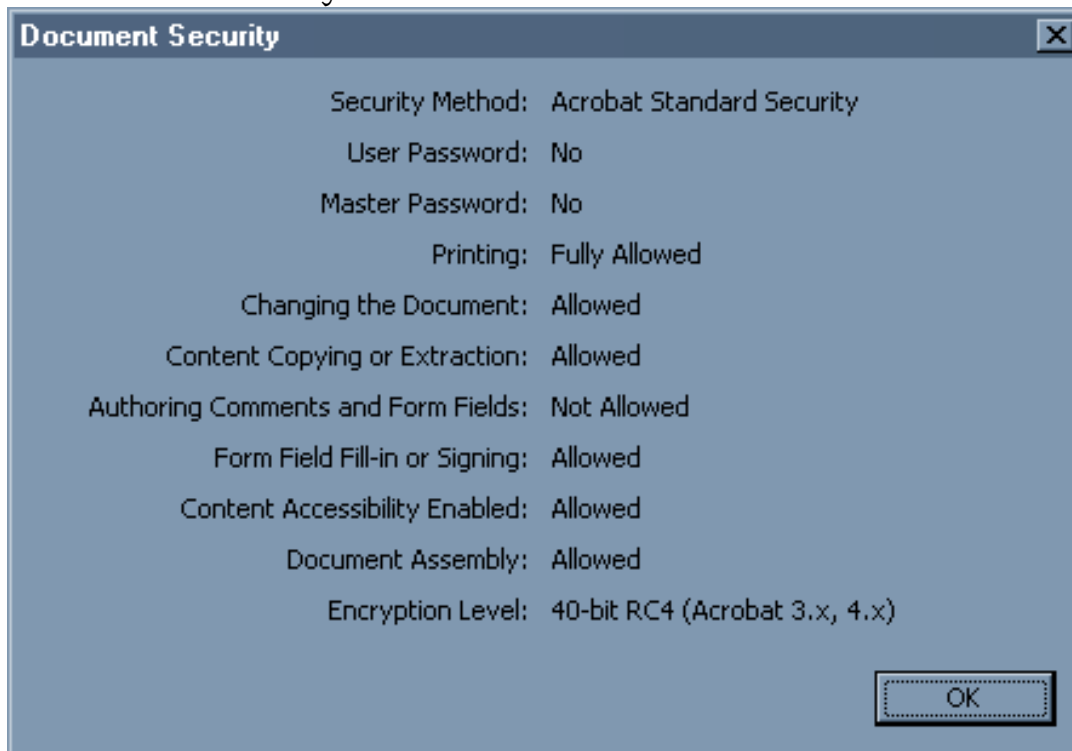 Document Security
Security Method: Acrobat Standard Security
User Password: No
Master Password: No
Printing: Fully Allowed
Changing the Document: Allowed
Content Copying or Extraction: Allowed
Authoring Comments and Form Fields: Not Allowed
Form Field Fill-in or Signing: Allowed
Content Accessibility Enabled: Allowed
Document Assembly: Allowed
Encryption Level: 40-bit RC4 (Acrobat 3.x, 4.x)
OK